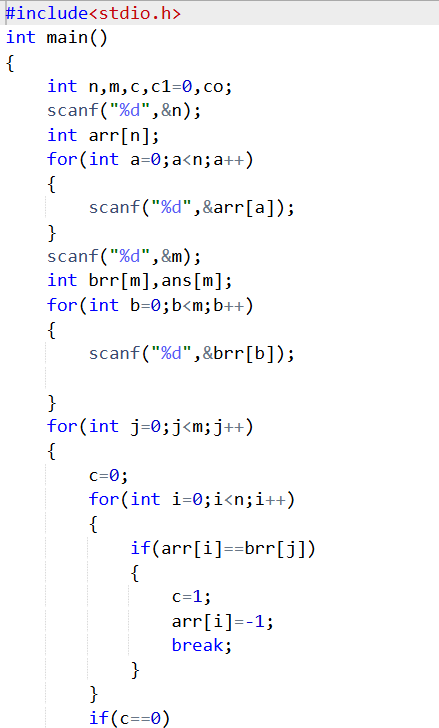 #include<stdio.h>
int main()
{
    int n,m,c,c1=0,co;
    scanf("%d",&n);
    int arr[n];
    for(int a=0;a<n;a++)
    {
        scanf("%d",&arr[a]);
    }
    scanf("%d",&m);
    int brr[m],ans[m];
    for(int b=0;b<m;b++)
    {
        scanf("%d",&brr[b]);

    }
    for(int j=0;j<m;j++)
    {
        c=0;
        for(int i=0;i<n;i++)
        {
            if(arr[i]==brr[j])
            {
                c=1;
                arr[i]=-1;
                break;
            }
        }
        if(c==0)